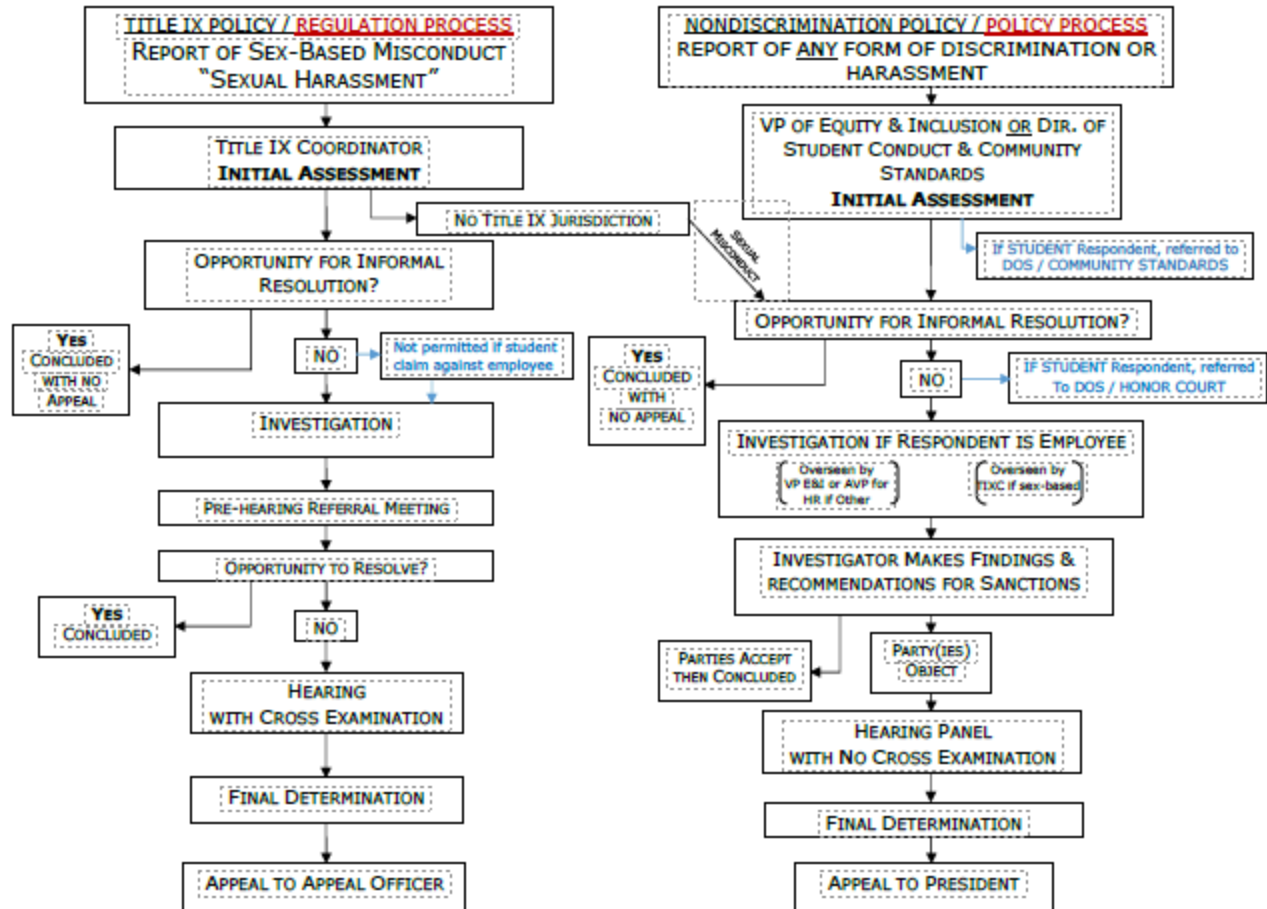 TITLE IX POLICY / REGULATION PROCESS
REPORT OF SEX-BASED MISCONDUCT
"SEXUAL HARASSMENT"
TITLE IX COORDINATOR
INITIAL ASSESSMENT
NO TITLE IX JURISDICTION
SEXUAL
MISCONDUCT
OPPORTUNITY FOR INFORMAL
RESOLUTION?
YES
CONCLUDED
WITH NO
APPEAL
NO
Not permitted if student
claim against employee
INVESTIGATION
PRE-HEARING REFERRAL MEETING
OPPORTUNITY TO RESOLVE?
YES
CONCLUDED
NO
HEARING
WITH CROSS EXAMINATION
FINAL DETERMINATION
APPEAL TO APPEAL OFFICER
NONDISCRIMINATION POLICY / POLICY PROCESS
REPORT OF ANY FORM OF DISCRIMINATION OR
HARASSMENT
VP OF EQUITY & INCLUSION OR DIR. OF
STUDENT CONDUCT & COMMUNITY
STANDARDS
INITIAL ASSESSMENT
If STUDENT Respondent, referred to
DOS / COMMUNITY STANDARDS
OPPORTUNITY FOR INFORMAL RESOLUTION?
YES
CONCLUDED
WITH
NO APPEAL
NO
IF STUDENT Respondent, referred
To DOS / HONOR COURT
INVESTIGATION IF RESPONDENT IS EMPLOYEE
Overseen by
VP E&I or AVP for
HR if Other
Overseen by
TIXC if sex-based
INVESTIGATOR MAKES FINDINGS &
RECOMMENDATIONS FOR SANCTIONS
PARTIES ACCEPT
THEN CONCLUDED
PARTY(IES)
OBJECT
HEARING PANEL
WITH NO CROSS EXAMINATION
FINAL DETERMINATION
APPEAL TO PRESIDENT